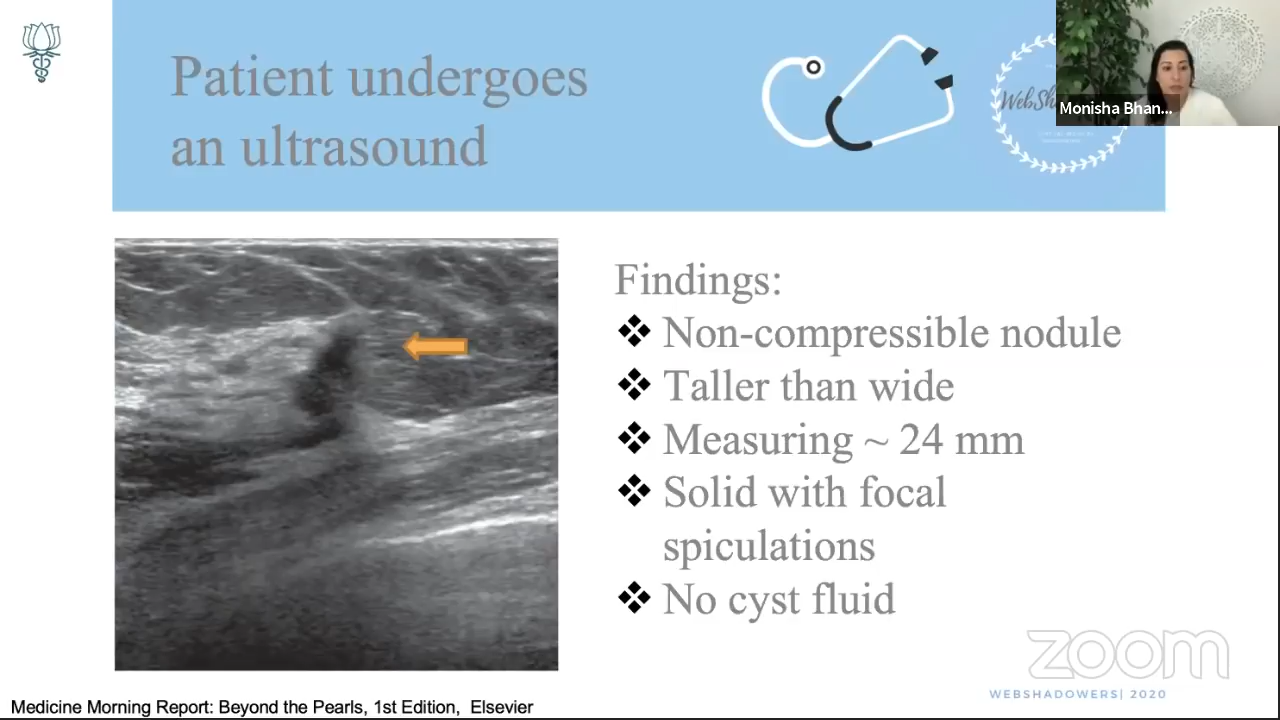 Patient undergoes
an ultrasound
Monisha Bhan...
Findings:
❖ Non-compressible nodule
❖ Taller than wide
❖ Measuring ~ 24 mm
❖ Solid with focal
spiculations
❖ No cyst fluid
zoom
WEBSHADOWERS| 2020
Medicine Morning Report: Beyond the Pearls, 1st Edition, Elsevier